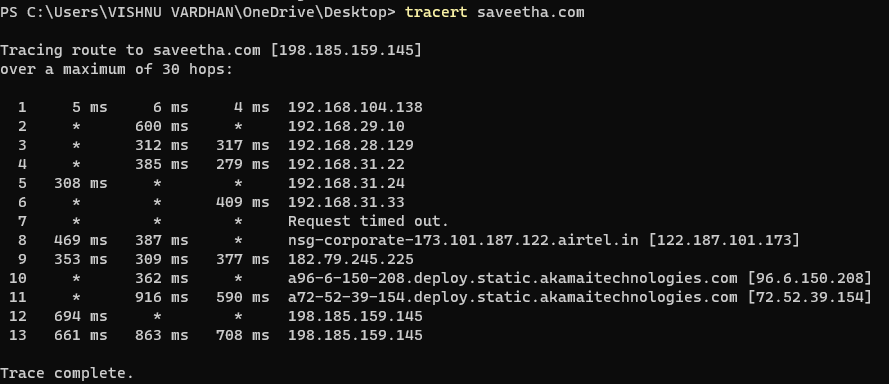 PS C:\Users\VISHNU VARDHAN\OneDrive\Desktop> tracert saveetha.com
Tracing route to saveetha.com [198.185.159.145]
over a maximum of 30 hops:
1 5 ms 6 ms 4 ms 192.168.104.138
2 * 600 ms * 192.168.29.10
3 * 312 ms 317 ms 192.168.28.129
4 * 385 ms 279 ms 192.168.31.22
5 308 ms * * 192.168.31.24
6 * * 409 ms 192.168.31.33
7 * * * Request timed out.
8 469 ms 387 ms * nsg-corporate-173.101.187.122.airtel.in [122.187.101.173]
9 353 ms 309 ms 377 ms 182.79.245.225
10 * 362 ms * a96-6-150-208.deploy.static.akamaitechnologies.com [96.6.150.208]
11 * 916 ms 590 ms a72-52-39-154.deploy.static.akamaitechnologies.com [72.52.39.154]
12 694 ms * * 198.185.159.145
13 661 ms 863 ms 708 ms 198.185.159.145
Trace complete.